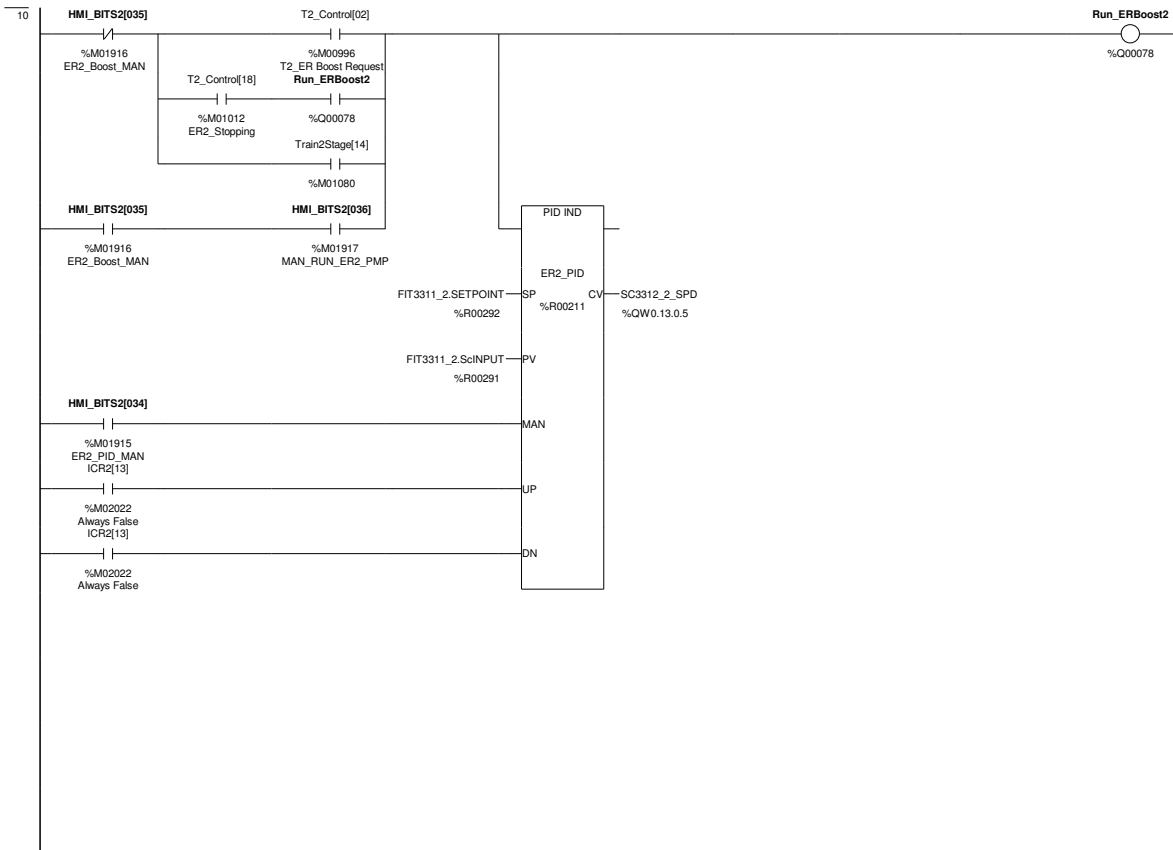 10
HMI_BITS2[035]
T2_Control[02]
Run_ERBoost2
%M01916
ER2_Boost_MAN
%M00996
T2_ER Boost Request
%Q00078
T2_Control[18]
Run_ERBoost2
%M01012
ER2_Stopping
%Q00078
Train2Stage[14]
%M01080
HMI_BITS2[035]
HMI_BITS2[036]
PID IND
%M01916
ER2_Boost_MAN
%M01917
MAN_RUN_ER2_PMP
ER2_PID
FIT3311_2.SETPOINT
SP
CV
SC3312_2_SPD
%R00292
%R00211
%QW0.13.0.5
FIT3311_2.ScINPUT
PV
%R00291
HMI_BITS2[034]
MAN
%M01915
ER2_PID_MAN
ICR2[13]
UP
%M02022
Always False
ICR2[13]
DN
%M02022
Always False